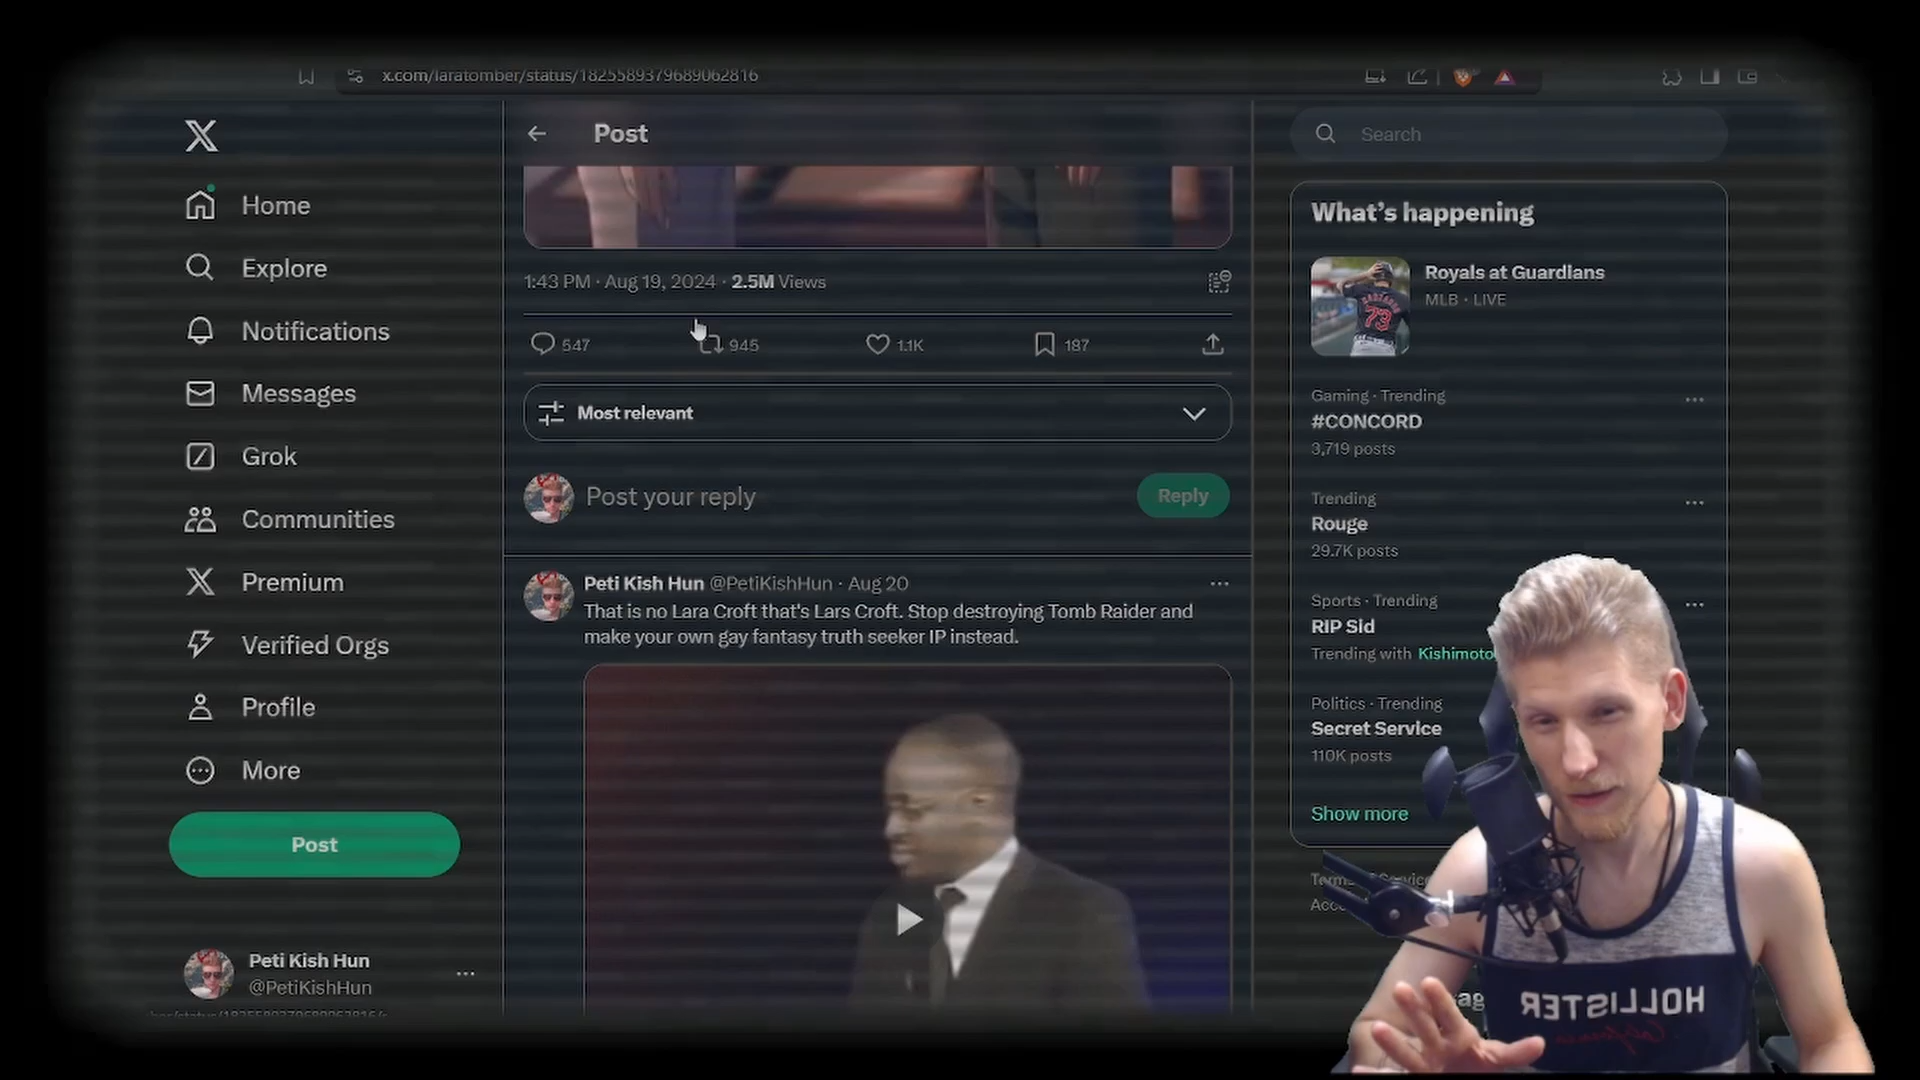 x.com/laratomber/status/1825589379689062816
Post
Search
Home
Explore
Notifications
Messages
Grok
Communities
Premium
Verified Orgs
Profile
More
Post
Peti Kish Hun
@PetiKishHun
1:43 PM · Aug 19, 2024 · 2.5M Views
547 945 1.1K 187
Most relevant
Post your reply
Reply
Peti Kish Hun @PetiKishHun · Aug 20
That is no Lara Croft that's Lars Croft. Stop destroying Tomb Raider and
make your own gay fantasy truth seeker IP instead.
What's happening
Royals at Guardians
MLB · LIVE
73
Gaming · Trending
#CONCORD
3,719 posts
Trending
Rouge
29.7K posts
Sports · Trending
RIP Sid
Trending with Kishimoto
Politics · Trending
Secret Service
110K posts
Show more
HOLLISTER
California